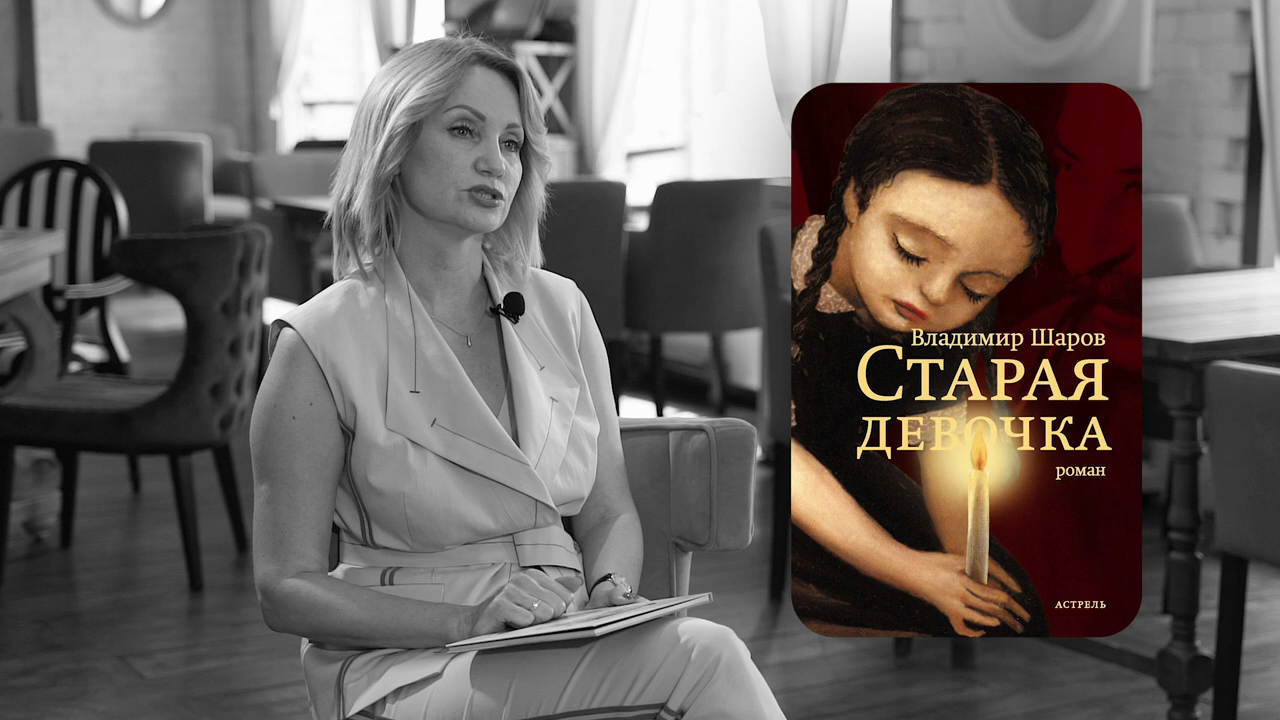 Владимир Шаров
Старая
девочка
роман
Астрель